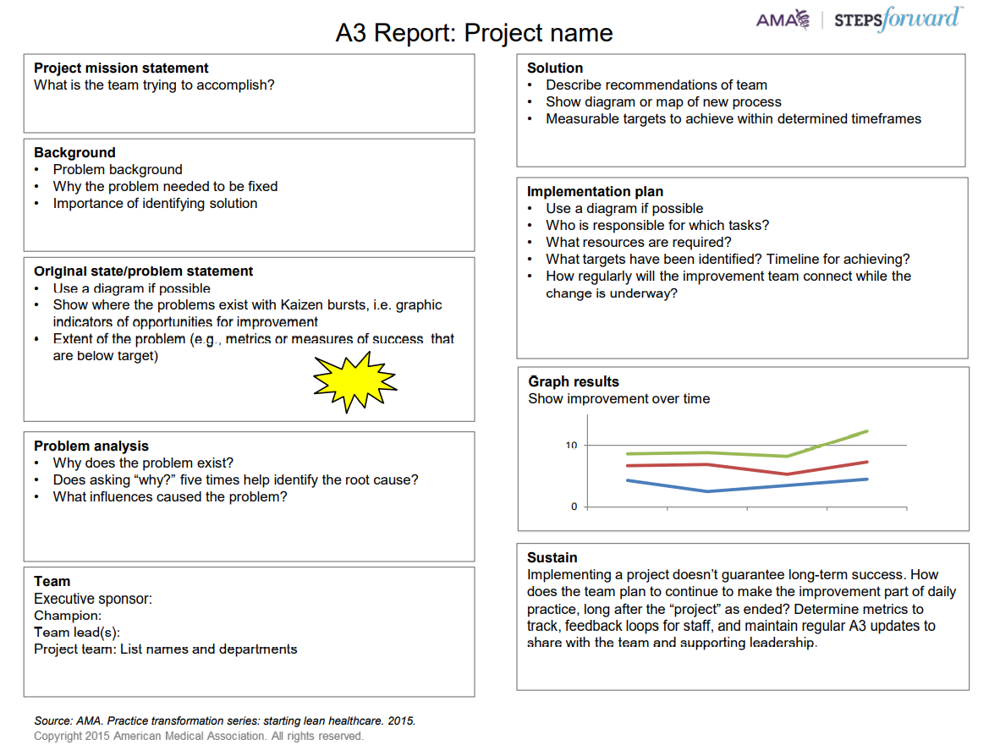 AMA | STEPSforward
A3 Report: Project name
Project mission statement
What is the team trying to accomplish?
Background
• Problem background
• Why the problem needed to be fixed
• Importance of identifying solution
Original state/problem statement
• Use a diagram if possible
• Show where the problems exist with Kaizen bursts, i.e. graphic
indicators of opportunities for improvement
• Extent of the problem (e.g., metrics or measures of success that
are below target)
Problem analysis
• Why does the problem exist?
• Does asking “why?” five times help identify the root cause?
• What influences caused the problem?
Team
Executive sponsor:
Champion:
Team lead(s):
Project team: List names and departments
Solution
• Describe recommendations of team
• Show diagram or map of new process
• Measurable targets to achieve within determined timeframes
Implementation plan
• Use a diagram if possible
• Who is responsible for which tasks?
• What resources are required?
• What targets have been identified? Timeline for achieving?
• How regularly will the improvement team connect while the
change is underway?
Graph results
Show improvement over time
10
0
Sustain
Implementing a project doesn’t guarantee long-term success. How
does the team plan to continue to make the improvement part of daily
practice, long after the “project” as ended? Determine metrics to
track, feedback loops for staff, and maintain regular A3 updates to
share with the team and supporting leadership.
Source: AMA. Practice transformation series: starting lean healthcare. 2015.
Copyright 2015 American Medical Association. All rights reserved.